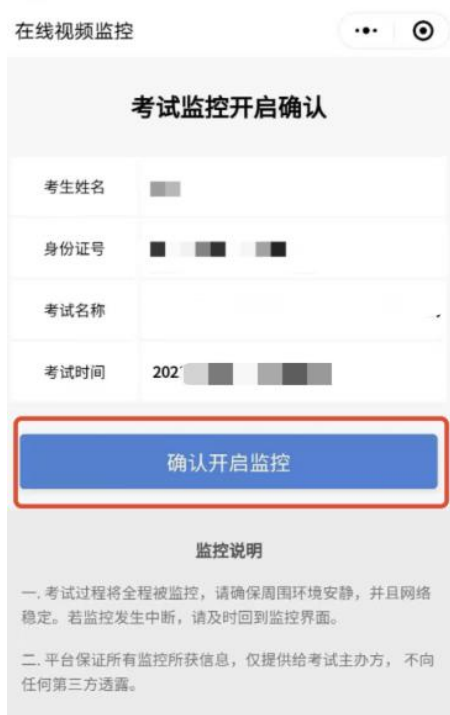 在线视频监控
考试监控开启确认
考生姓名
身份证号
考试名称
考试时间
确认开启监控
监控说明
一. 考试过程将全程被监控，请确保周围环境安静，并且网络
稳定。若监控发生中断，请及时回到监控界面。
二. 平台保证所有监控所获信息，仅提供给考试主办方， 不向
任何第三方透露。